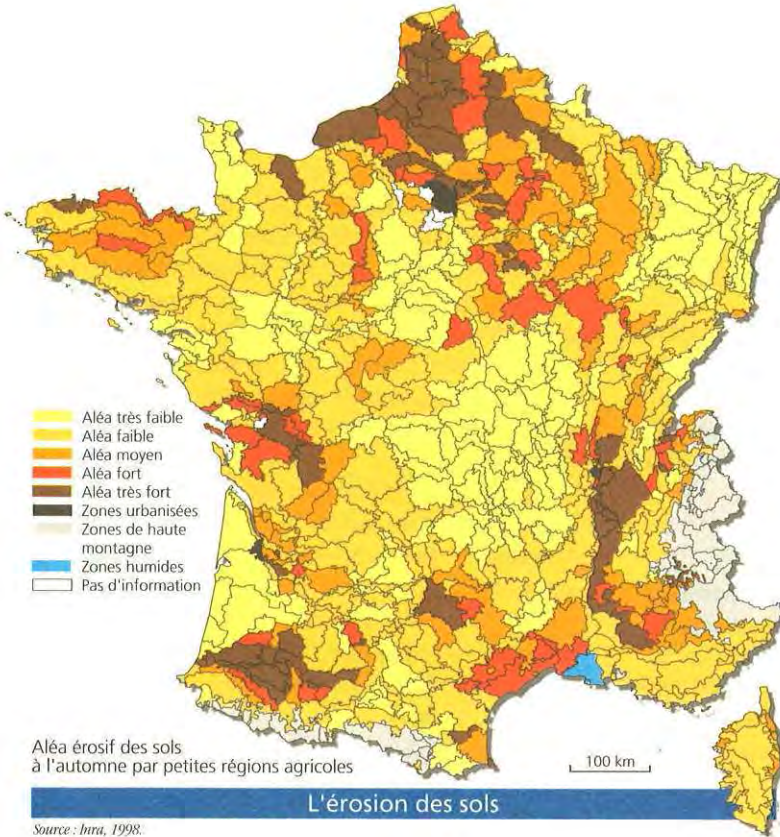 Aléa très faible
Aléa faible
Aléa moyen
Aléa fort
Aléa très fort
Zones urbanisées
Zones de haute
montagne
Zones humides
Pas d'information
Aléa érosif des sols
à l'automne par petites régions agricoles
100 km
L'érosion des sols
Source : Inra, 1998.